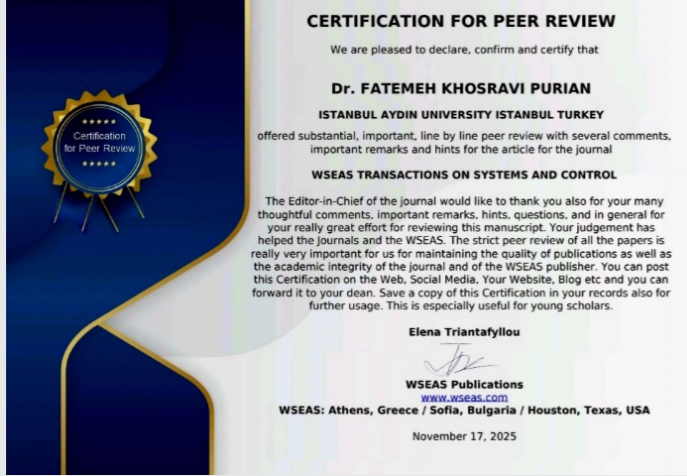 CERTIFICATION FOR PEER REVIEW
We are pleased to declare, confirm and certify that
Dr. FATEMEH KHOSRAVI PURIAN
ISTANBUL AYDIN UNIVERSITY ISTANBUL TURKEY
offered substantial, important, line by line peer review with several comments,
important remarks and hints for the article for the journal
WSEAS TRANSACTIONS ON SYSTEMS AND CONTROL
The Editor-in-Chief of the journal would like to thank you also for your many
thoughtful comments, important remarks, hints, questions, and in general for
your really great effort for reviewing this manuscript. Your judgement has
helped the Journals and the WSEAS. The strict peer review of all the papers is
really very important for us for maintaining the quality of publications as well as
the academic integrity of the journal and of the WSEAS publisher. You can post
this Certification on the Web, Social Media, Your Website, Blog etc and you can
forward it to your dean. Save a copy of this Certification in your records also for
further usage. This is especially useful for young scholars.
Elena Triantafyllou
WSEAS Publications
www.wseas.com
WSEAS: Athens, Greece / Sofia, Bulgaria / Houston, Texas, USA
November 17, 2025
Certification
for Peer Review